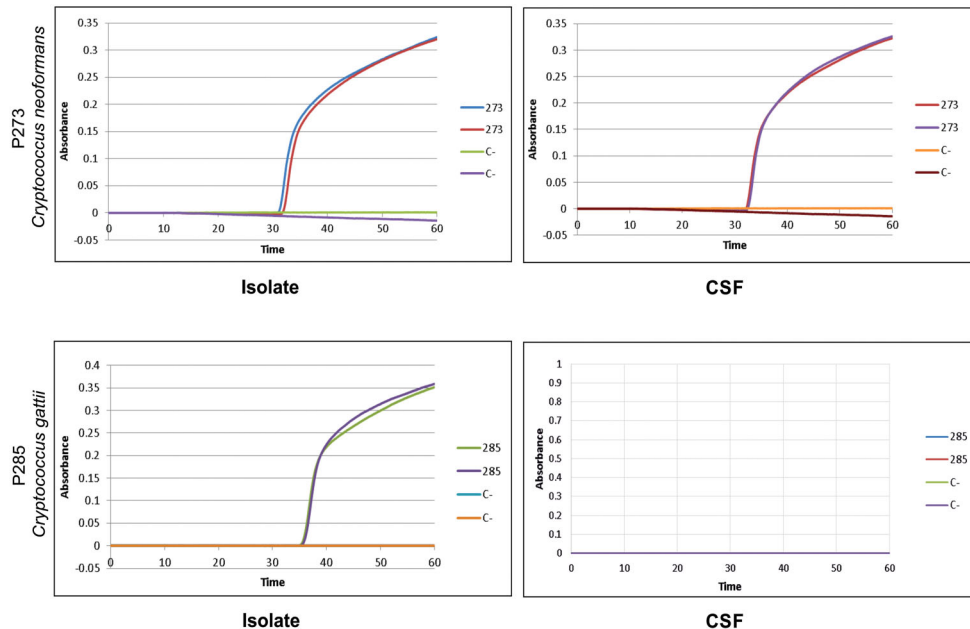 P273
Cryptococcus neoformans
Absorbance
0.35
0.3
0.25
0.2
0.15
0.1
0.05
0
-0.05
0 10 20 30 40 50 60
Time
273
273
C-
C-
Isolate
Absorbance
0.35
0.3
0.25
0.2
0.15
0.1
0.05
0
-0.05
0 10 20 30 40 50 60
Time
273
273
C-
C-
CSF
P285
Cryptococcus gattii
Absorbance
0.4
0.35
0.3
0.25
0.2
0.15
0.1
0.05
0
-0.05
0 10 20 30 40 50 60
Time
285
285
C-
C-
Isolate
Absorbance
1
0.9
0.8
0.7
0.6
0.5
0.4
0.3
0.2
0.1
0
0 10 20 30 40 50 60
Time
285
285
C-
C-
CSF